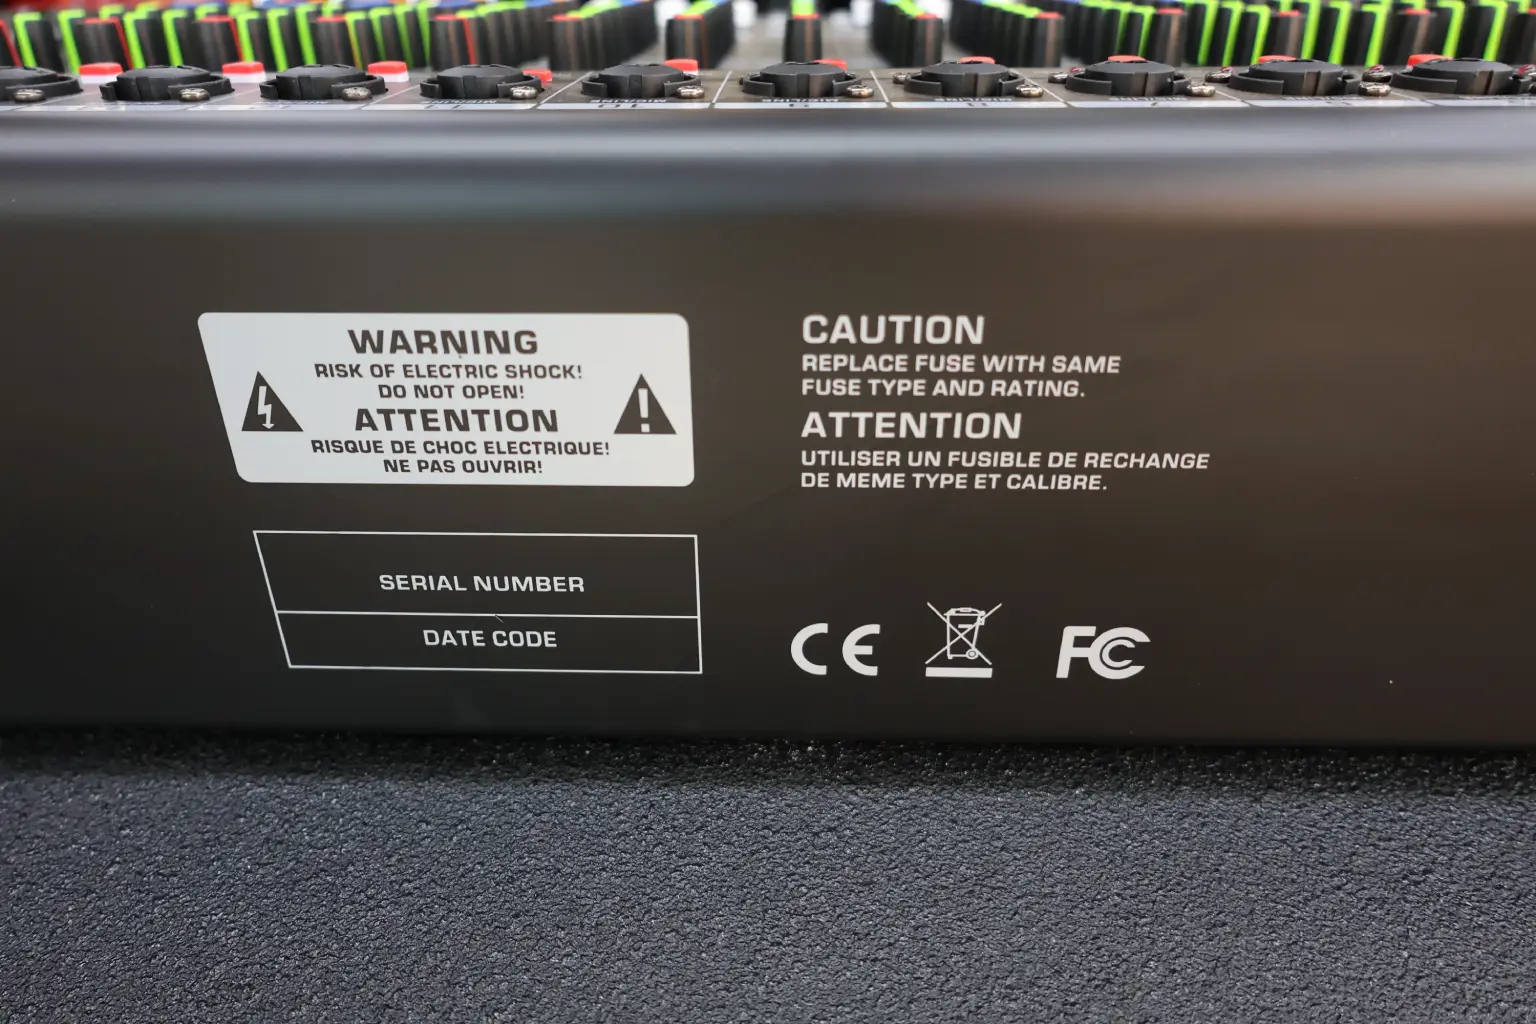 WARNING
RISK OF ELECTRIC SHOCK!
DO NOT OPEN!
ATTENTION
RISQUE DE CHOC ELECTRIQUE!
NE PAS OUVRIR!
CAUTION
REPLACE FUSE WITH SAME
FUSE TYPE AND RATING.
ATTENTION
UTILISER UN FUSIBLE DE RECHANGE
DE MEME TYPE ET CALIBRE.
SERIAL NUMBER
DATE CODE
CE
FC